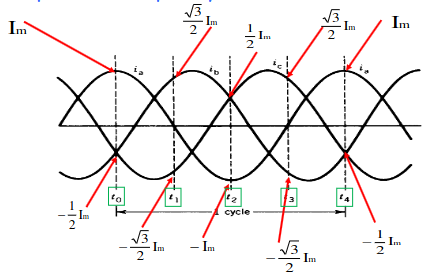 Im
√3/2 Im
1/2 Im
√3/2 Im
Im
ia
ib
ic
ia
t0
t1
t2
t3
t4
1 cycle
-1/2 Im
-√3/2 Im
-Im
-√3/2 Im
-1/2 Im